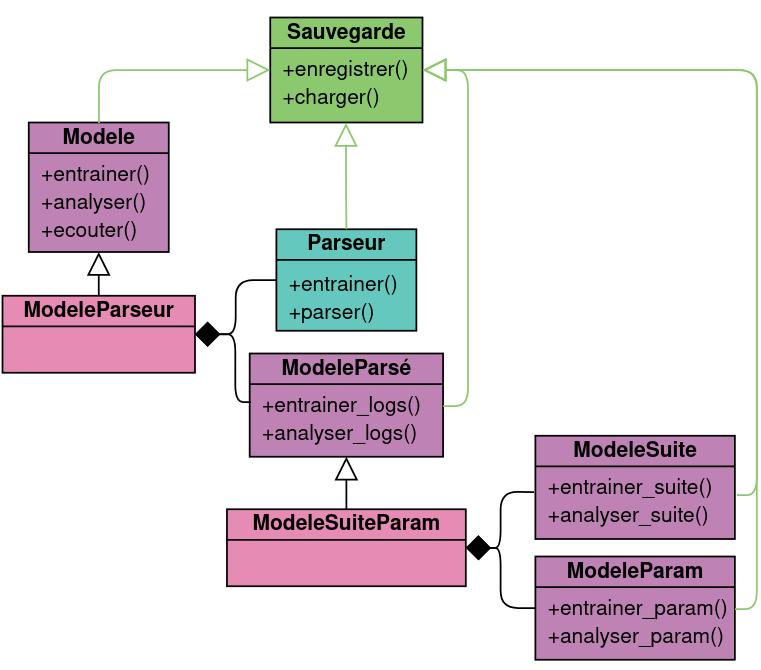 Sauvegarde
+enregistrer()
+charger()
Modele
+entrainer()
+analyser()
+ecouter()
Parseur
+entrainer()
+parser()
ModeleParseur
ModeleParsé
+entrainer_logs()
+analyser_logs()
ModeleSuite
+entrainer_suite()
+analyser_suite()
ModeleSuiteParam
ModeleParam
+entrainer_param()
+analyser_param()